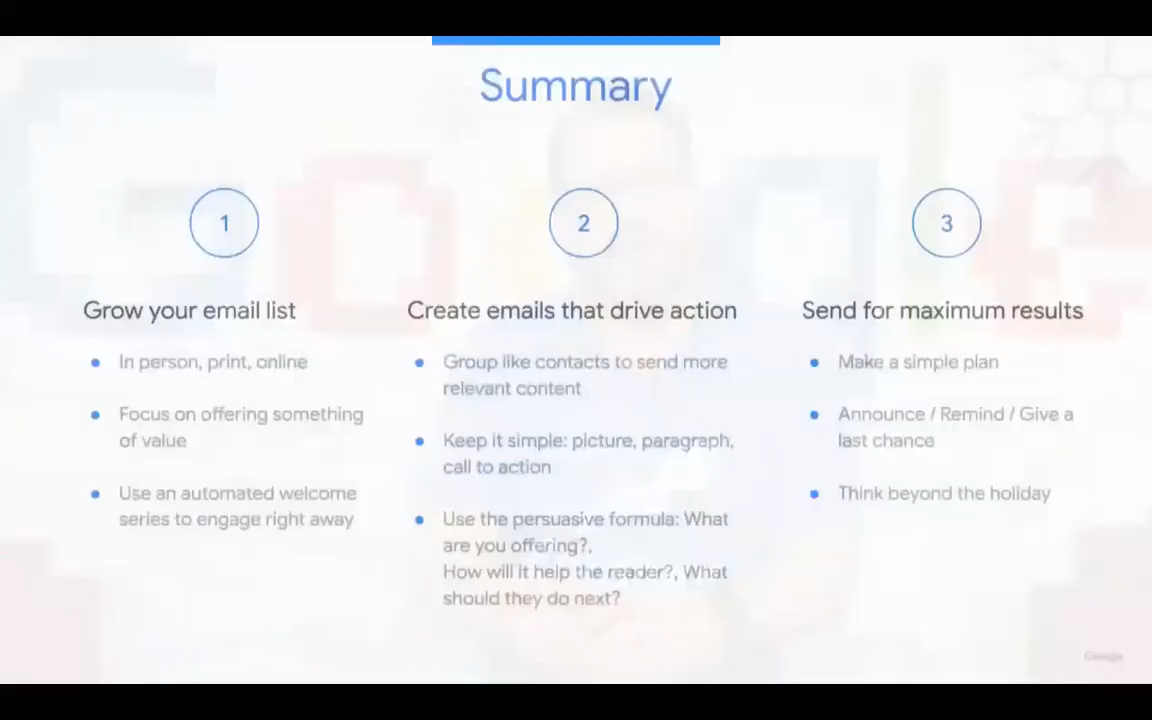 Summary
1
2
3
Grow your email list
Create emails that drive action
Send for maximum results
In person, print, online
Focus on offering something
of value
Use an automated welcome
series to engage right away
Group like contacts to send more
relevant content
Keep it simple: picture, paragraph,
call to action
Use the persuasive formula: What
are you offering?,
How will it help the reader?, What
should they do next?
Make a simple plan
Announce / Remind / Give a
last chance
Think beyond the holiday
Google